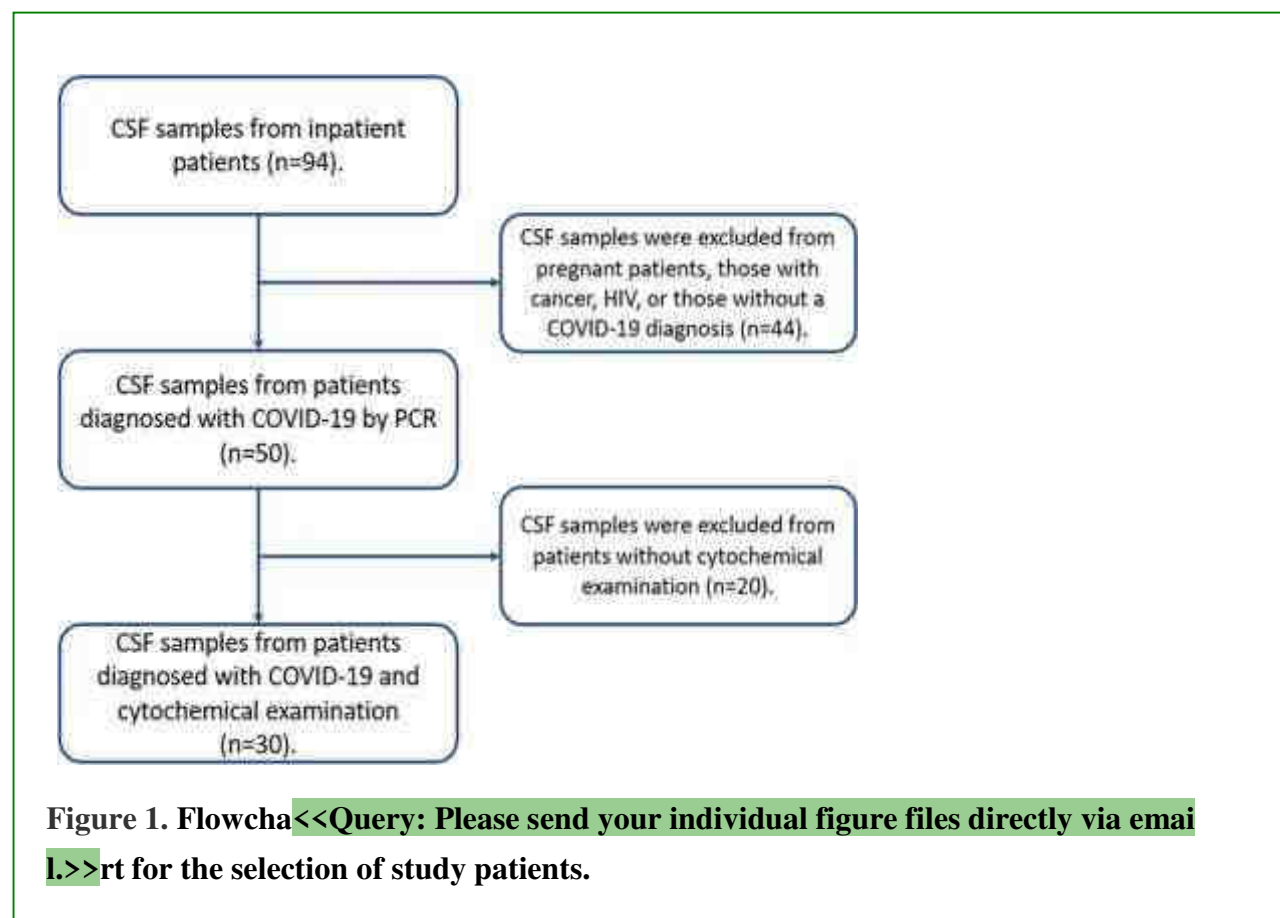 CSF samples from inpatient
patients (n=94).
CSF samples were excluded from
pregnant patients, those with
cancer, HIV, or those without a
COVID-19 diagnosis (n=44).
CSF samples from patients
diagnosed with COVID-19 by PCR
(n=50).
CSF samples were excluded from
patients without cytochemical
examination (n=20).
CSF samples from patients
diagnosed with COVID-19 and
cytochemical examination
(n=30).
Figure 1. Flowcha<<Query: Please send your individual figure files directly via emai
l.>>rt for the selection of study patients.